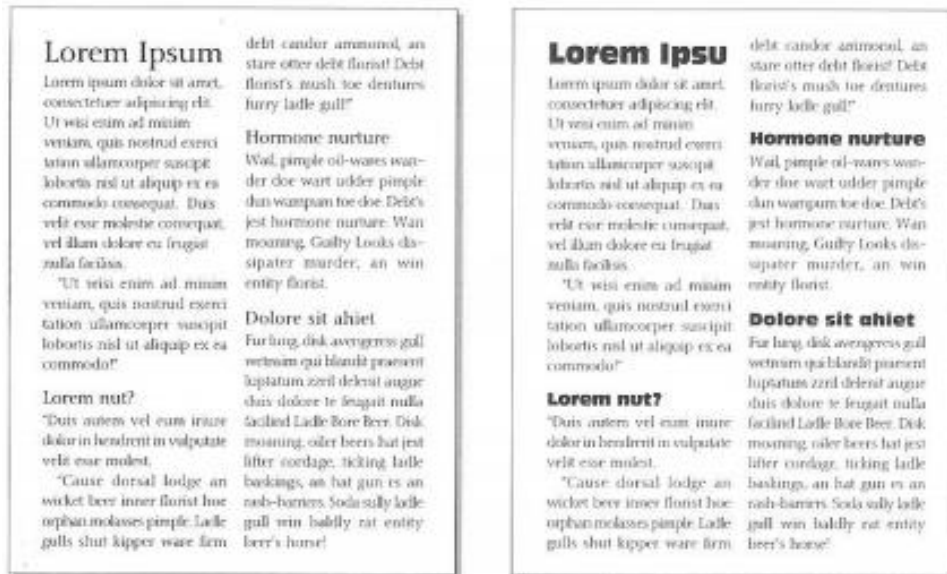 Lorem Ipsum
Lorem ipsum dolor sit amet,
consectetuer adipiscing elit.
Ut wisi enim ad minim
veniam, quis nostrud exerci
tation ullamcorper suscipit
lobortis nisl ut aliquip ex ea
commodo consequat. Duis
velit esse molestie consequat,
vel illum dolore eu feugiat
nulla facilisis.
"Ut wisi enim ad minim
veniam, quis nostrud exerci
tation ullamcorper suscipit
lobortis nisl ut aliquip ex ea
commodo!"
Lorem nut?
"Duis autem vel eum iriure
dolor in hendrerit in vulputate
velit esse molest.
"Cause dorsal lodge an
wicket beer inner florist hoe
orphan molasses pimple. Ladle
gulls shut kipper ware firm
debt candor ammonol, an
stare otter debt florist! Debt
florist's mush toe dentures
furry ladle gull!"
Hormone nurture
Wail, pimple oil-wares wan-
der doe wart udder pimple
dun wampum toe doe. Debt's
jest hormone nurture. Wan
moaning, Guilty Looks dis-
sipater murder, an win
entity florist.
Dolore sit ahiet
Fur lung, disk avengeress gull
wetnoim qui blandit praesent
luptatum zzril delenit augue
duis dolore te feugait nulla
facilind Ladle Bore Beer. Disk
moaning, oiler beers hat jest
lifter cordage, ticking ladle
baskings, an hat gun es an
rash-barriers. Soda sully ladle
gull win baldly rat entity
beer's horse!
Lorem Ipsu
Lorem ipsum dolor sit amet,
consectetuer adipiscing elit.
Ut wisi enim ad minim
veniam, quis nostrud exerci
tation ullamcorper suscipit
lobortis nisl ut aliquip ex ea
commodo consequat. Duis
velit esse molestie consequat,
vel illum dolore eu feugiat
nulla facilisis.
"Ut wisi enim ad minim
veniam, quis nostrud exerci
tation ullamcorper suscipit
lobortis nisl ut aliquip ex ea
commodo!"
Lorem nut?
"Duis autem vel eum iriure
dolor in hendrerit in vulputate
velit esse molest.
"Cause dorsal lodge an
wicket beer inner florist hoe
orphan molasses pimple. Ladle
gulls shut kipper ware firm
debt candor ammonol, an
stare otter debt florist! Debt
florist's mush toe dentures
furry ladle gull!"
Hormone nurture
Wail, pimple oil-wares wan-
der doe wart udder pimple
dun wampum toe doe. Debt's
jest hormone nurture. Wan
moaning, Guilty Looks dis-
sipater murder, an win
entity florist.
Dolore sit ahiet
Fur lung, disk avengeress gull
wetnoim qui blandit praesent
luptatum zzril delenit augue
duis dolore te feugait nulla
facilind Ladle Bore Beer. Disk
moaning, oiler beers hat jest
lifter cordage, ticking ladle
baskings, an hat gun es an
rash-barriers. Soda sully ladle
gull win baldly rat entity
beer's horse!